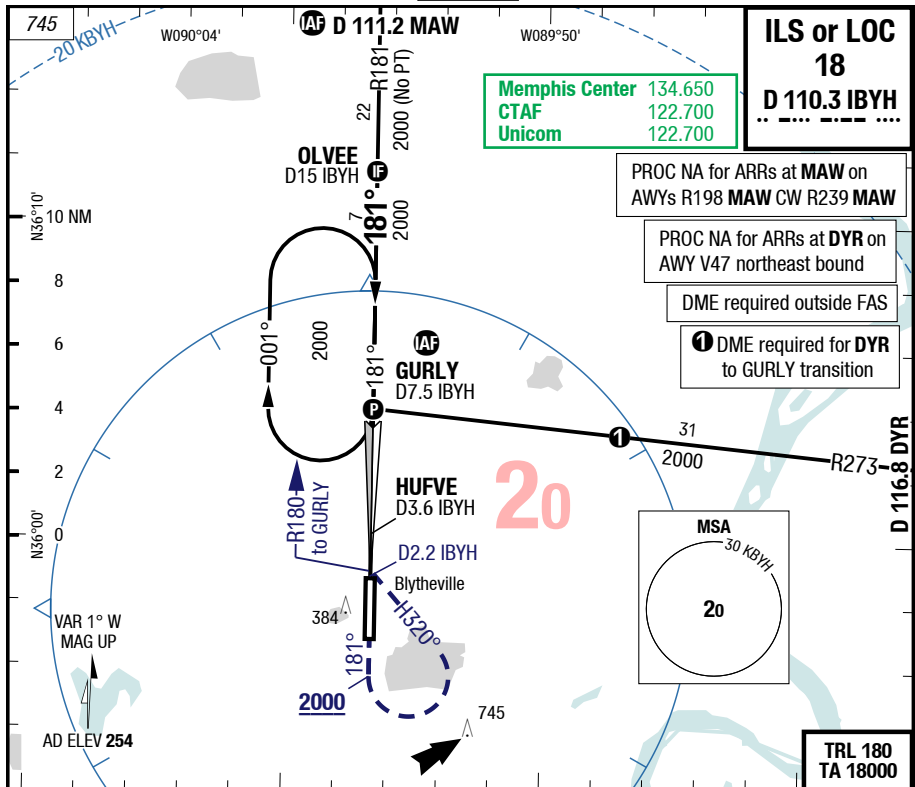 745
20 KBYH
W090°04'
IAF D 111.2 MAW
W089°50'
ILS or LOC
18
D 110.3 IBYH
Memphis Center 134.650
CTAF 122.700
Unicom 122.700
R181
22
2000 (No PT)
OLVEE
D15 IBYH
IF
PROC NA for ARRs at MAW on
AWYs R198 MAW CW R239 MAW
PROC NA for ARRs at DYR on
AWY V47 northeast bound
DME required outside FAS
1 DME required for DYR
to GURLY transition
N36°10'
10 NM
8
6
4
2
0
N36°00'
7
181°
2000
001°
2000
181°
IAF
GURLY
D7.5 IBYH
P
1
31
2000
R273
D 116.8 DYR
R180
to GURLY
HUFVE
D3.6 IBYH
20
D2.2 IBYH
Blytheville
384
H320°
181°
2000
745
MSA
30 KBYH
20
VAR 1° W
MAG UP
AD ELEV 254
TRL 180
TA 18000